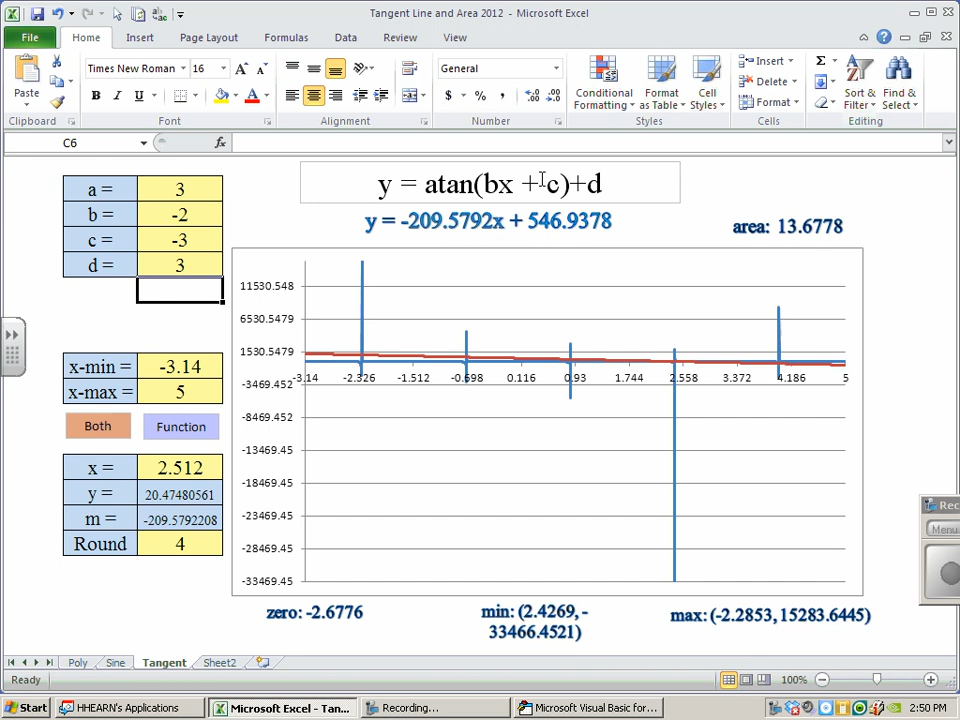 Tangent Line and Area 2012 - Microsoft Excel
File Home Insert Page Layout Formulas Data Review View
Paste
Times New Roman 16 A A
B I U A
General
$ % , .00 .0
Conditional Formatting
Format as Table
Cell Styles
Insert
Delete
Format
Σ
Sort & Filter
Find & Select
Clipboard Font Alignment Number Styles Cells Editing
C6 fx
y = atan(bx + c)+d
y = -209.5792x + 546.9378
area: 13.6778
a = 3
b = -2
c = -3
d = 3
x-min = -3.14
x-max = 5
Both Function
x = 2.512
y = 20.47480561
m = -209.5792208
Round 4
11530.548
6530.5479
1530.5479
-3469.452
-8469.452
-13469.45
-18469.45
-23469.45
-28469.45
-33469.45
-3.14 -2.326 -1.512 -0.698 0.116 0.93 1.744 2.558 3.372 4.186 5
zero: -2.6776
min: (2.4269, -
33466.4521)
max: (-2.2853, 15283.6445)
Rec
Menu
Poly Sine Tangent Sheet2
Ready 100%
Start HHEARN's Applications Microsoft Excel - Tan... Recording... Microsoft Visual Basic for... 2:50 PM